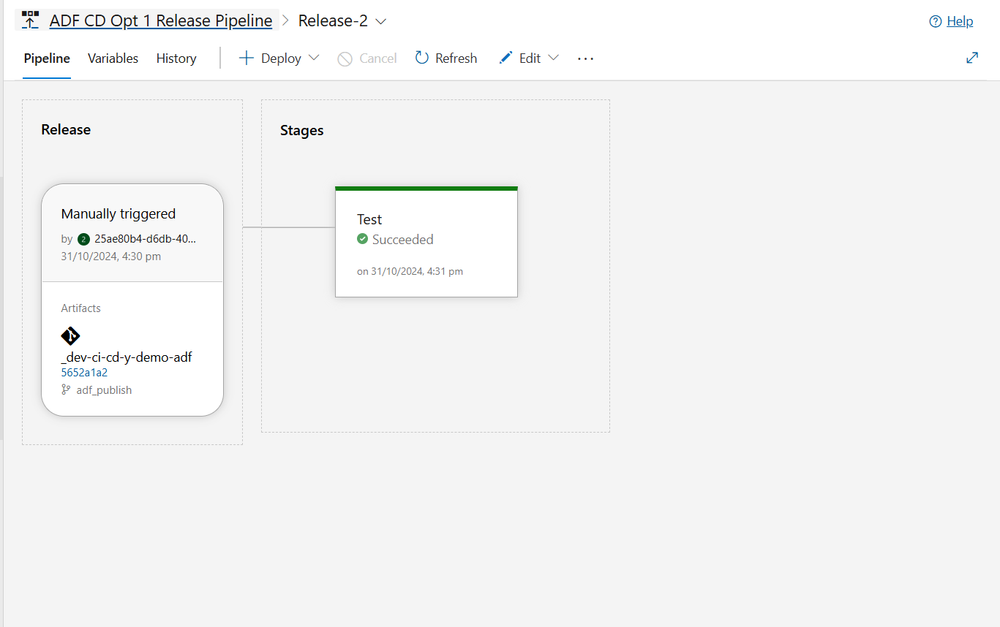 ADF CD Opt 1 Release Pipeline > Release-2
Help
Pipeline Variables History Deploy Cancel Refresh Edit ...
Release
Manually triggered
by 2 25ae80b4-d6db-40...
31/10/2024, 4:30 pm
Artifacts
_dev-ci-cd-y-demo-adf
5652a1a2
adf_publish
Stages
Test
Succeeded
on 31/10/2024, 4:31 pm